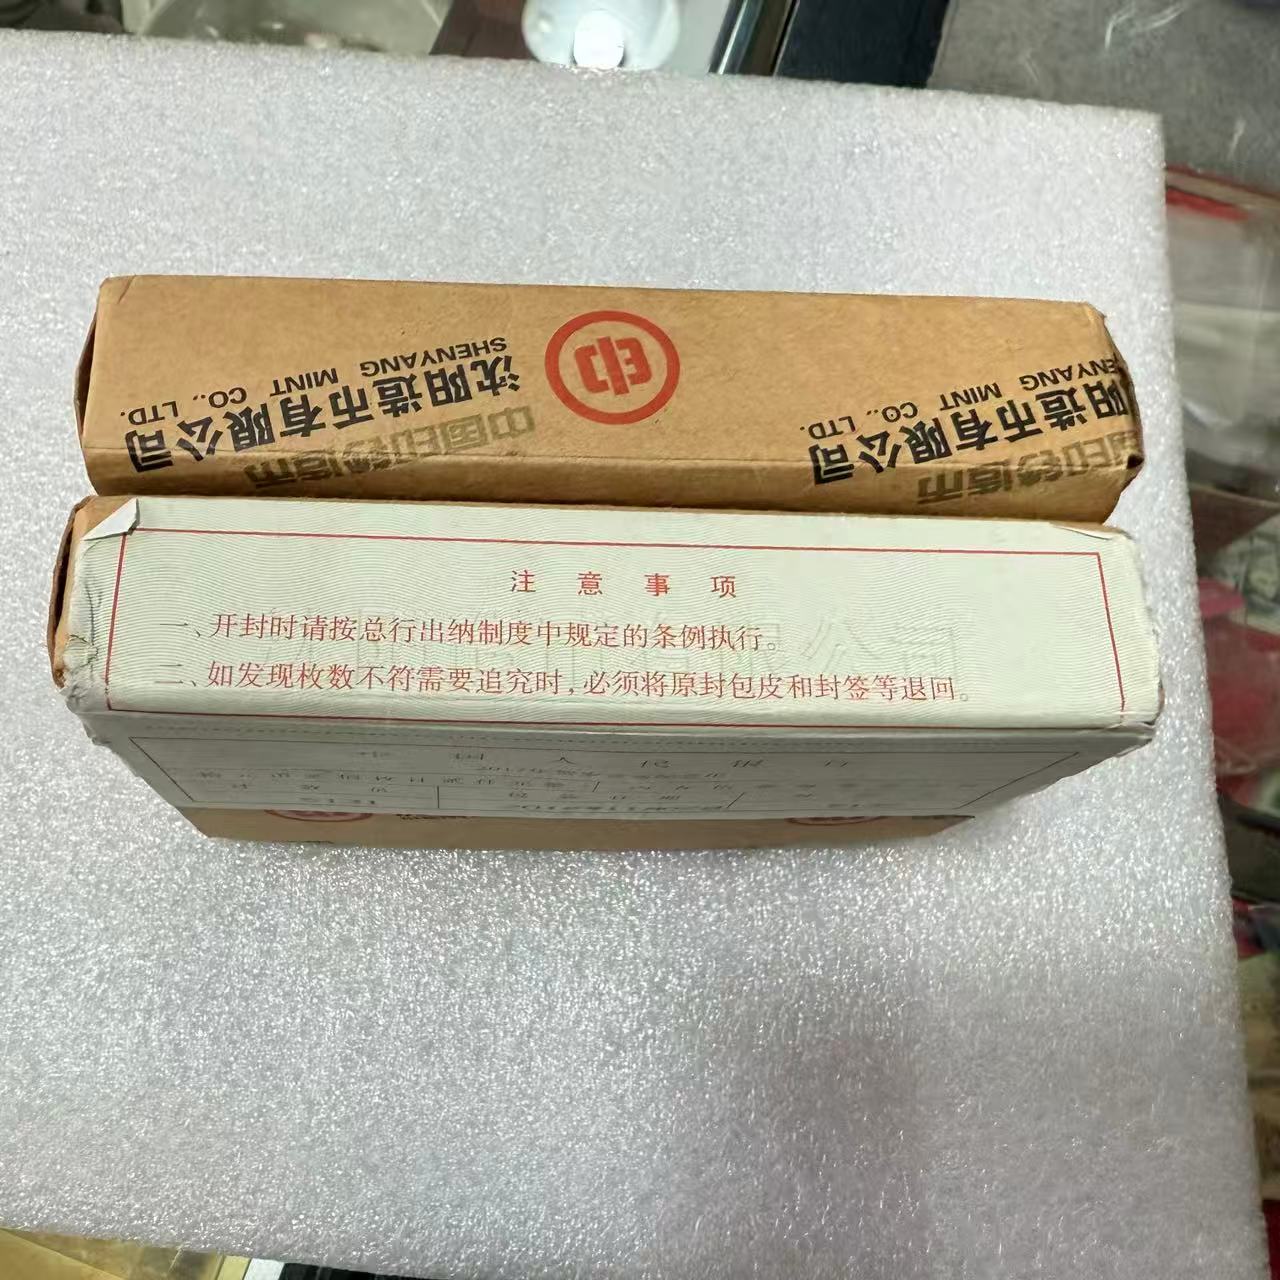 沈阳造币有限公司
SHENYANG MINT CO., LTD.
中国印钞造币
印
阳造币有限公司
ENYANG MINT CO., LTD.
国印钞造币
注意事项
一、开封时请按总行出纳制度中规定的条例执行。
二、如发现枚数不符需要追究时,必须将原封包皮和封签等退回。